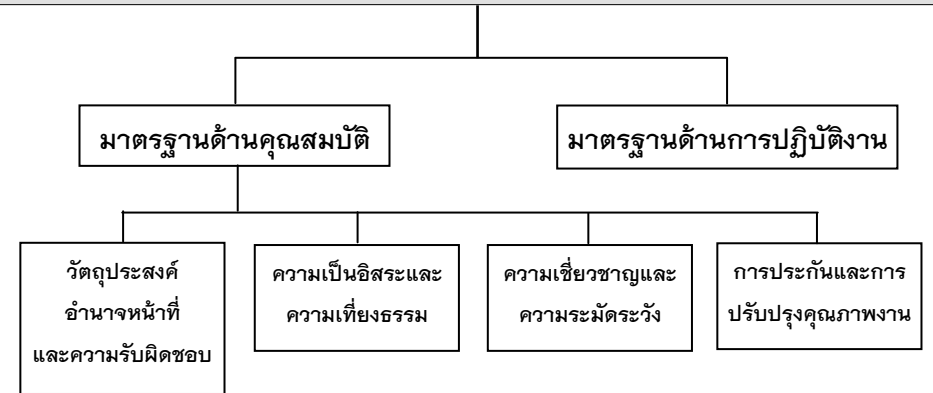 มาตรฐานด้านคุณสมบัติ
มาตรฐานด้านการปฏิบัติงาน
วัตถุประสงค์
อำนาจหน้าที่
และความรับผิดชอบ
ความเป็นอิสระและ
ความเที่ยงธรรม
ความเชี่ยวชาญและ
ความระมัดระวัง
การประกันและการ
ปรับปรุงคุณภาพงาน